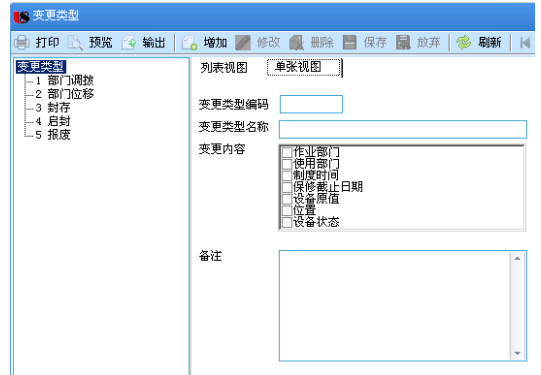 变更类型
打印 预览 输出 增加 修改 删除 保存 放弃 刷新
变更类型
1 部门调拨
2 部门位移
3 封存
4 启封
5 报废
列表视图 单张视图
变更类型编码
变更类型名称
变更内容
作业部门
使用部门
制度时间
保修截止日期
设备原值
位置
设备状态
备注